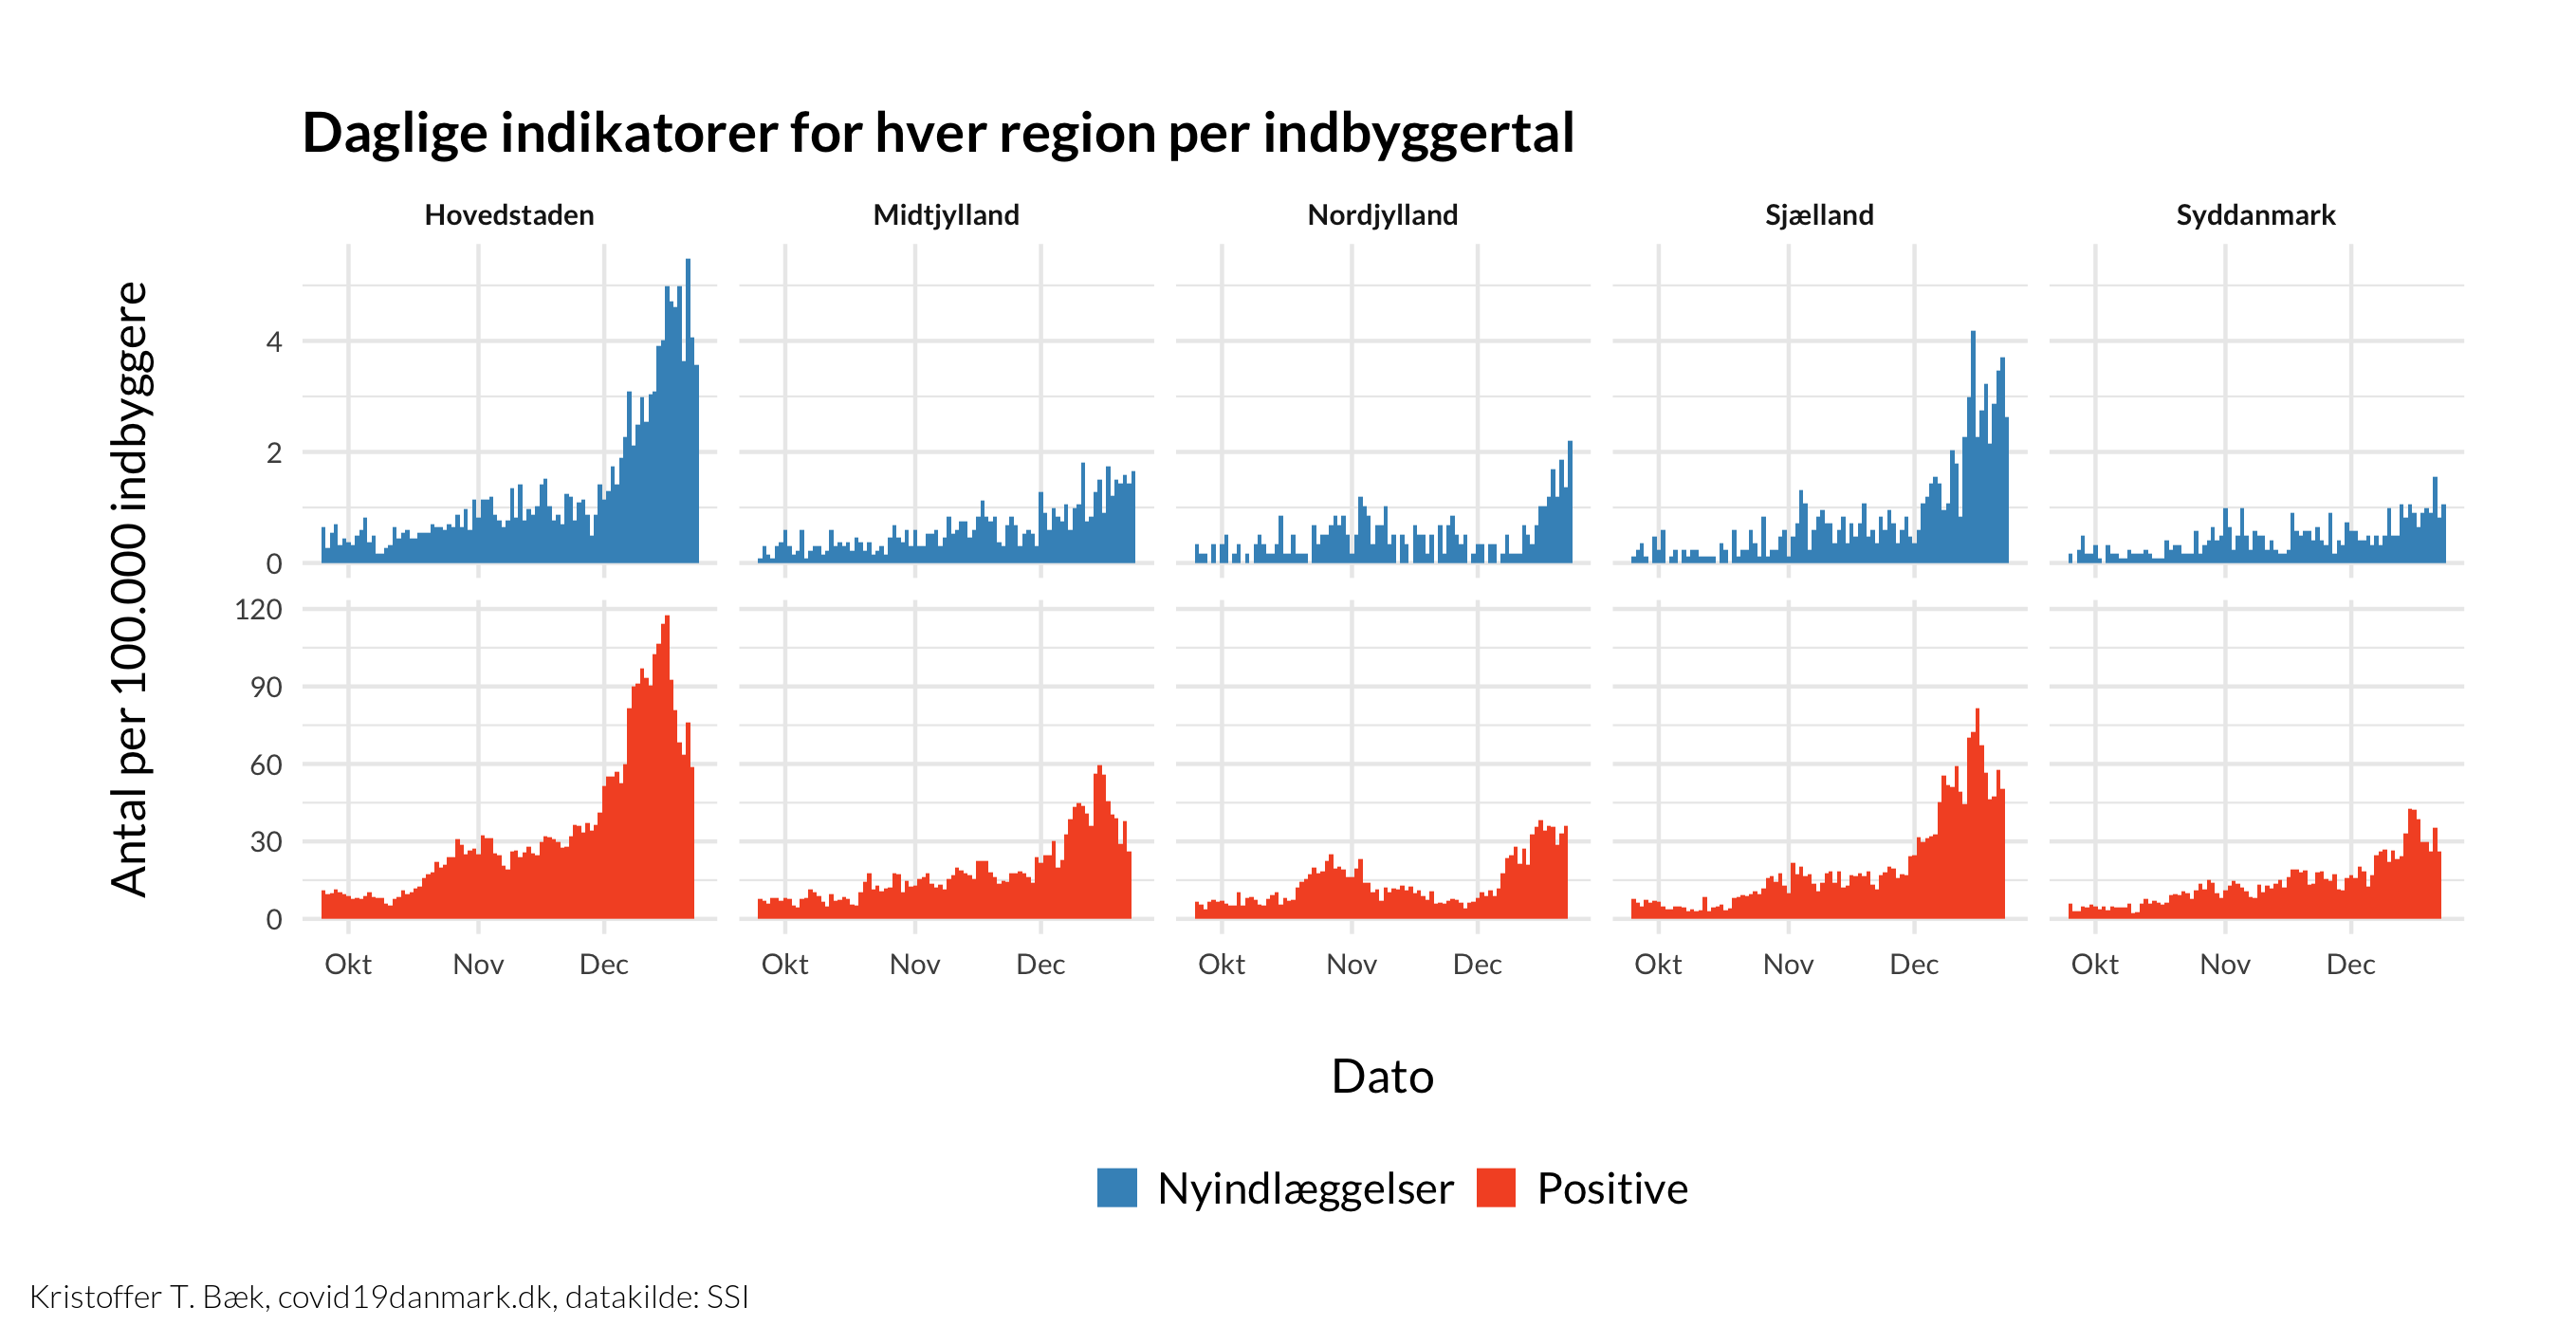 Daglige indikatorer for hver region per indbyggertal
Hovedstaden Midtjylland Nordjylland Sjælland Syddanmark
Antal per 100.000 indbyggere
4
2
0
120
90
60
30
0
Okt Nov Dec Okt Nov Dec Okt Nov Dec Okt Nov Dec Okt Nov Dec
Dato
Nyindlæggelser Positive
Kristoffer T. Bæk, covid19danmark.dk, datakilde: SSI